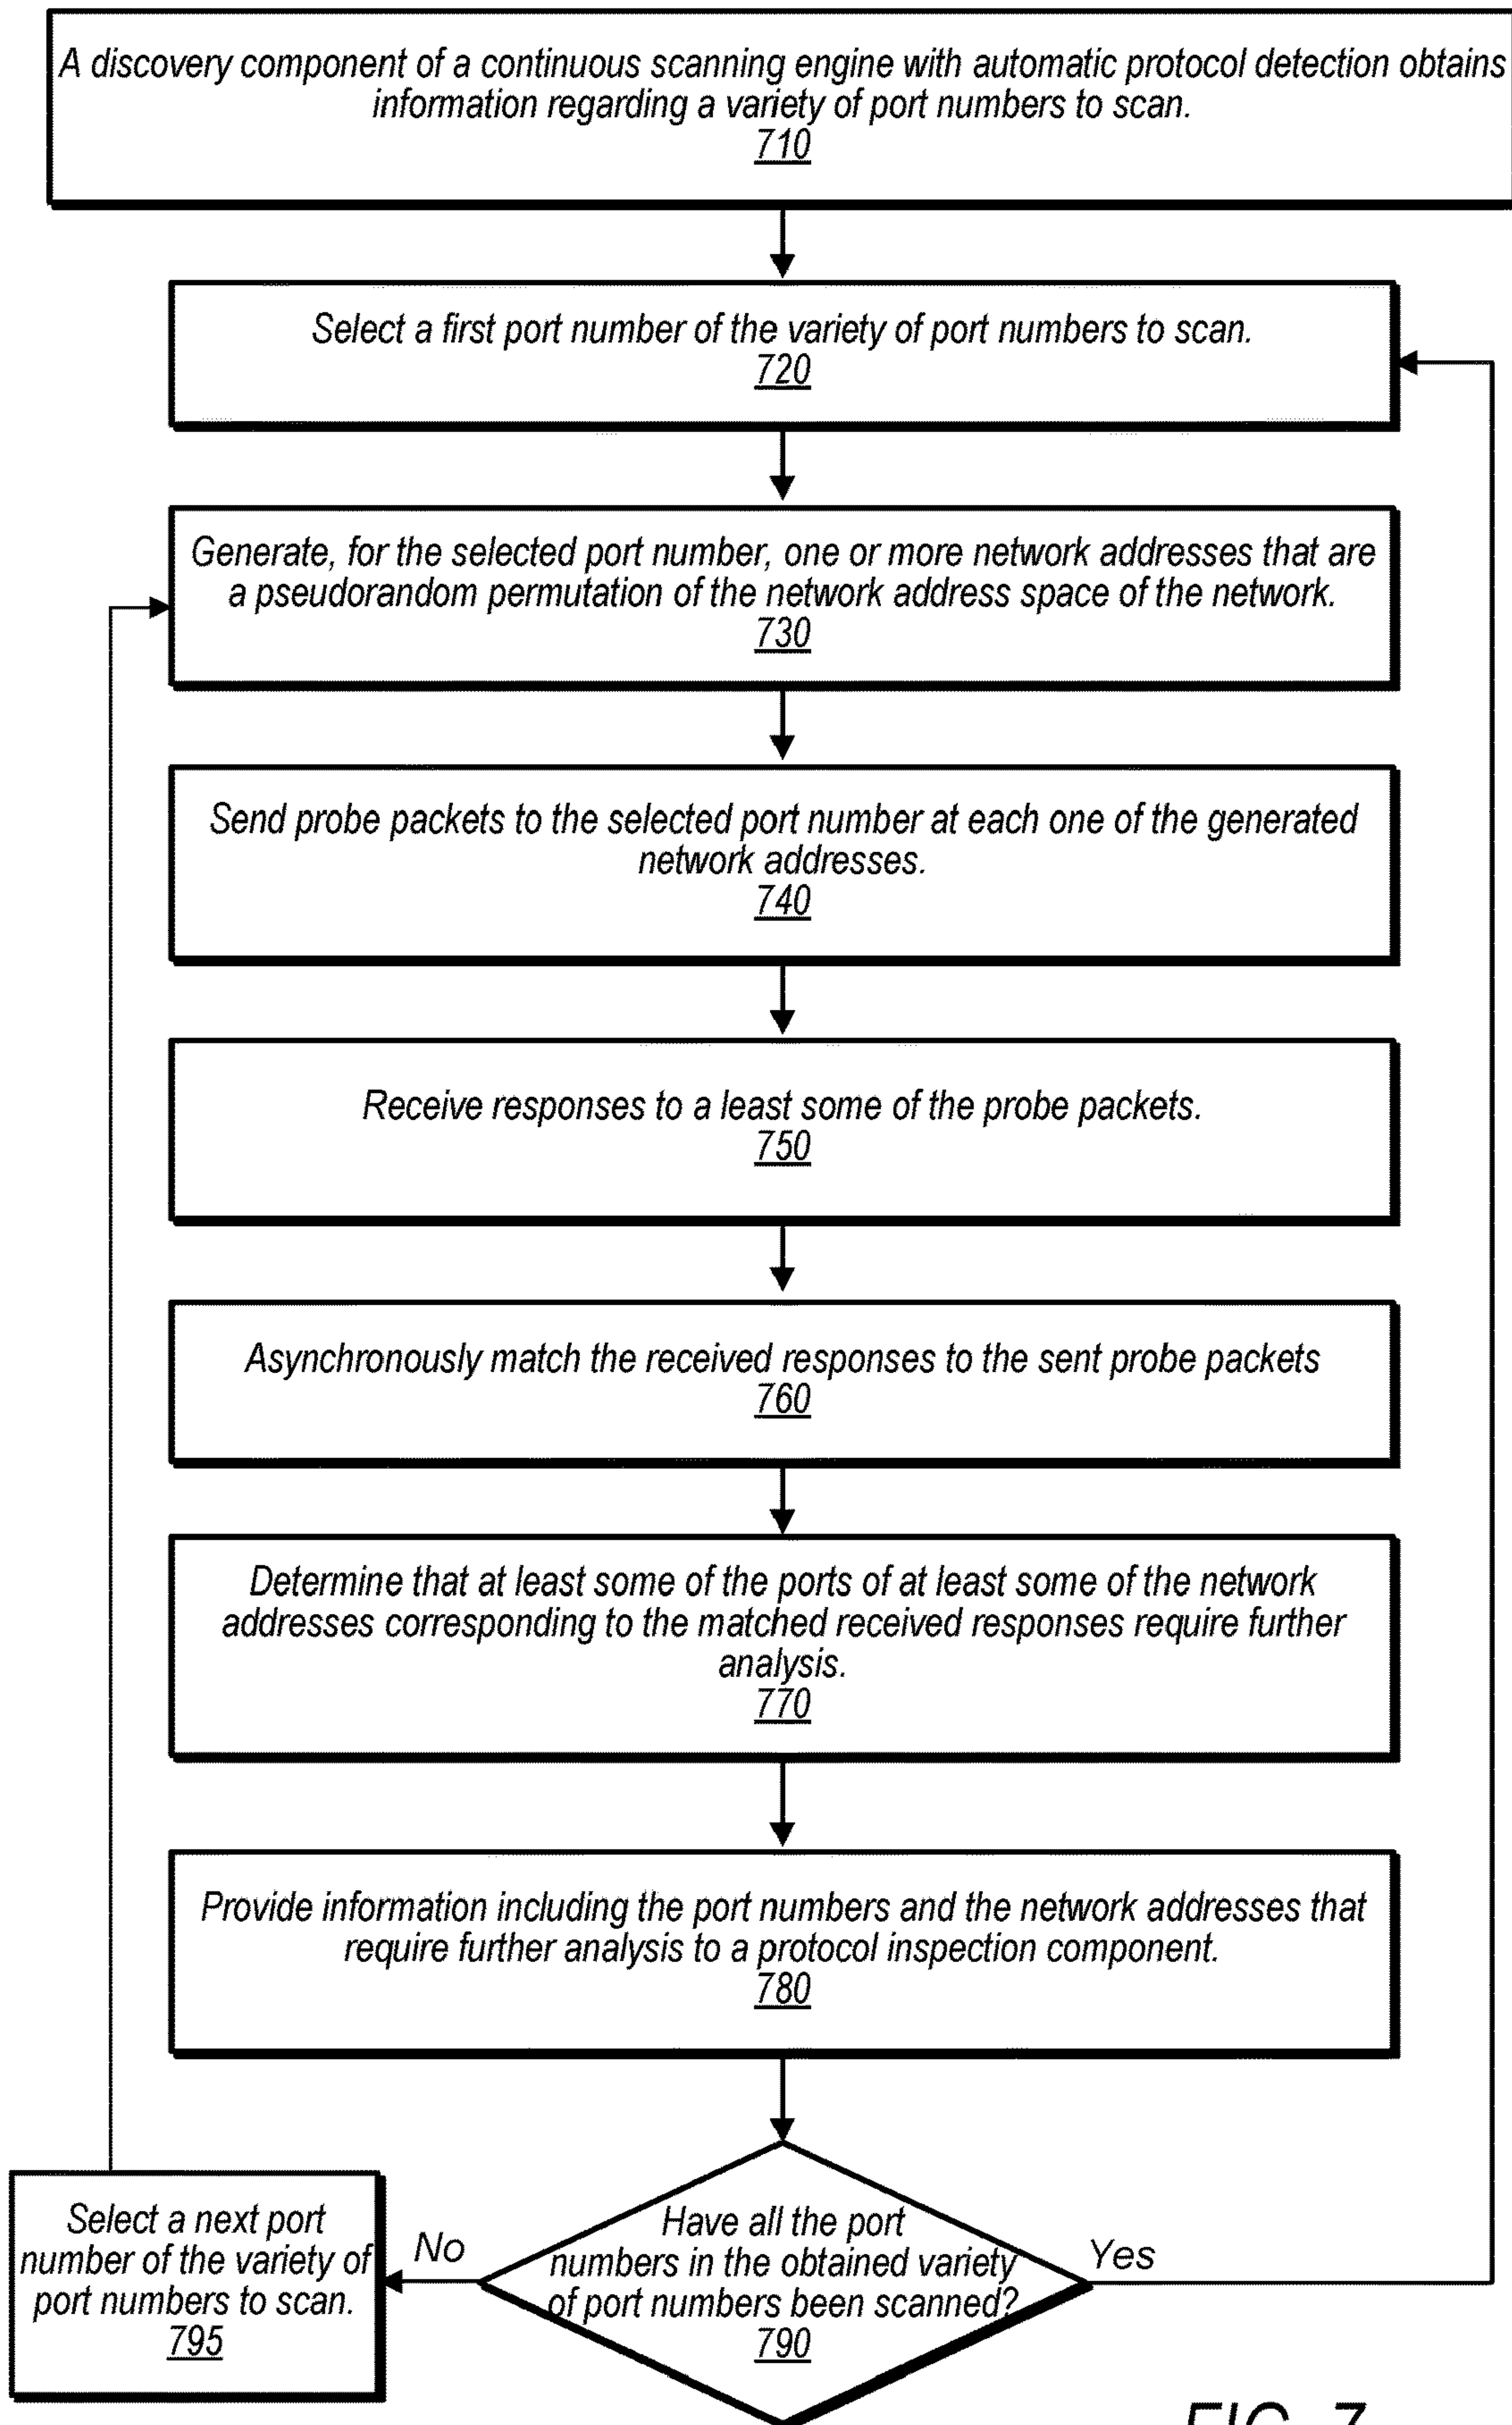 A discovery component of a continuous scanning engine with automatic protocol detection obtains
information regarding a variety of port numbers to scan.
710
Select a first port number of the variety of port numbers to scan.
720
Generate, for the selected port number, one or more network addresses that are
a pseudorandom permutation of the network address space of the network.
730
Send probe packets to the selected port number at each one of the generated
network addresses.
740
Receive responses to a least some of the probe packets.
750
Asynchronously match the received responses to the sent probe packets
760
Determine that at least some of the ports of at least some of the network
addresses corresponding to the matched received responses require further
analysis.
770
Provide information including the port numbers and the network addresses that
require further analysis to a protocol inspection component.
780
Select a next port
number of the variety of
port numbers to scan.
795
No
Have all the port
numbers in the obtained variety
of port numbers been scanned?
790
Yes
FIG. 7